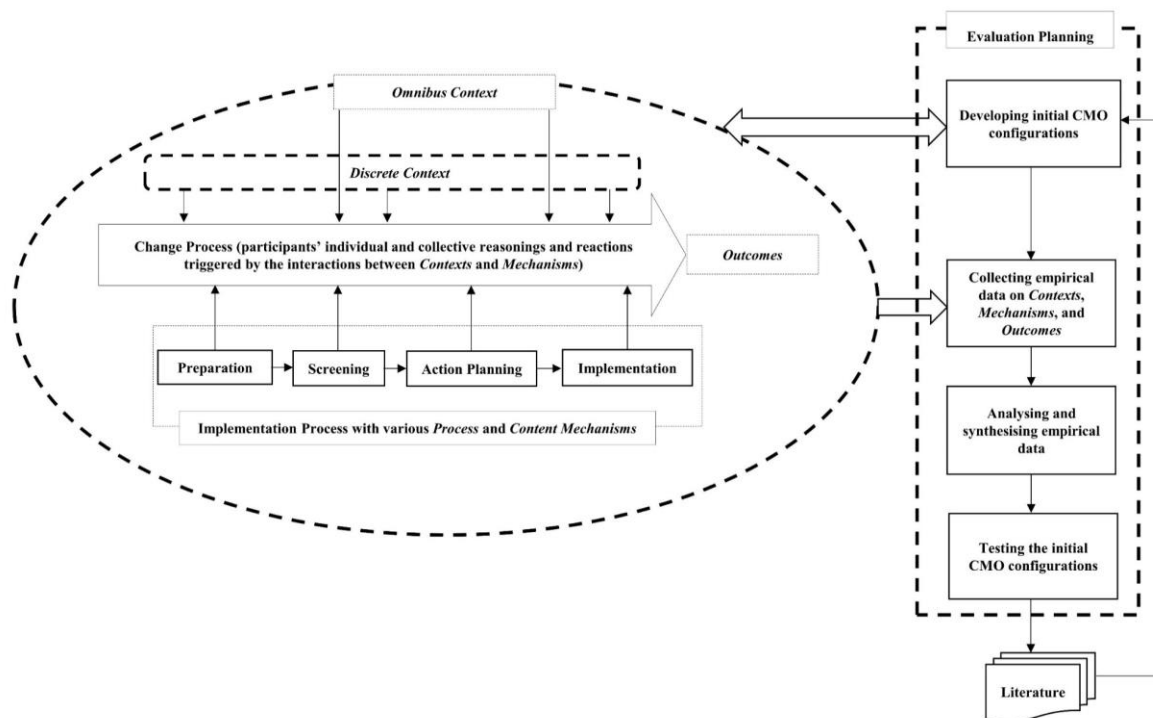 Evaluation Planning
Omnibus Context
Developing initial CMO
configurations
Discrete Context
Change Process (participants' individual and collective reasonings and reactions
triggered by the interactions between Contexts and Mechanisms)
Outcomes
Collecting empirical
data on Contexts,
Mechanisms, and
Outcomes
Preparation
Screening
Action Planning
Implementation
Implementation Process with various Process and Content Mechanisms
Analysing and
synthesising empirical
data
Testing the initial
CMO configurations
Literature